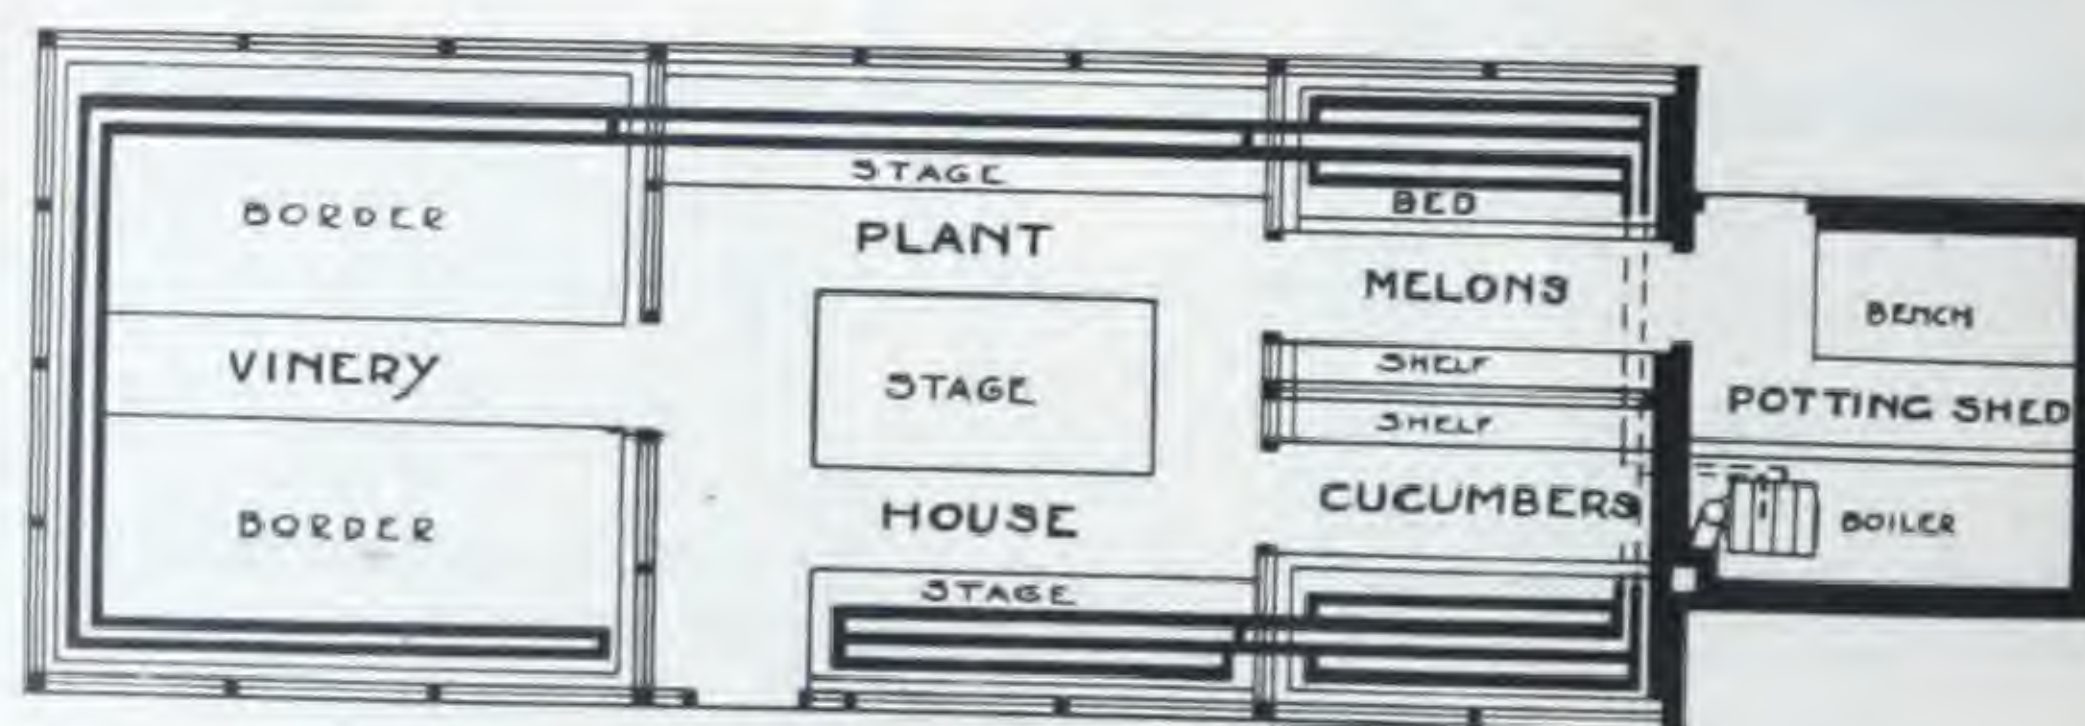 BORDER
VINERY
BORDER
STAGE
PLANT
STAGE
HOUSE
STAGE
BED
MELONS
SHELF
SHELF
CUCUMBERS
BENCH
POTTING SHED
BOILER